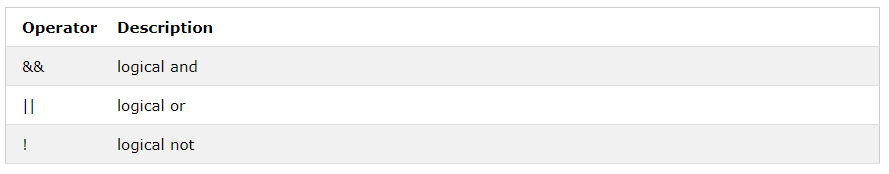 Operator Description
&& logical and
|| logical or
! logical not